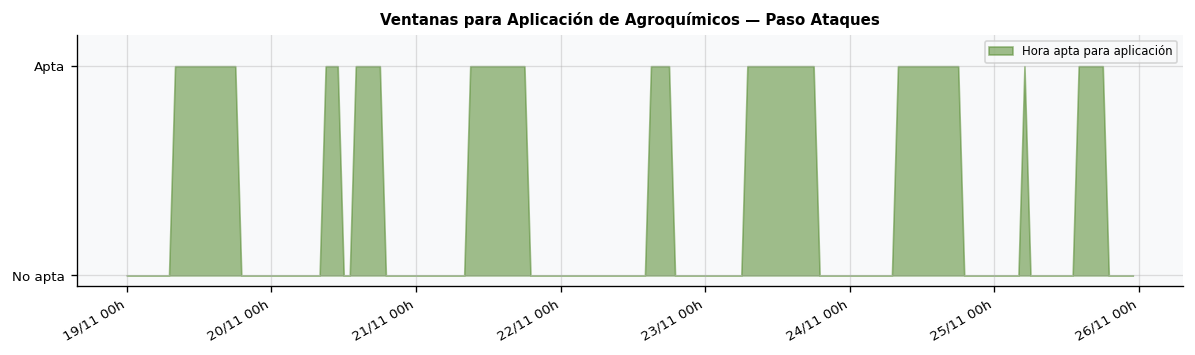 Ventanas para Aplicación de Agroquímicos — Paso Ataques
Hora apta para aplicación
Apta
No apta
19/11 00h
20/11 00h
21/11 00h
22/11 00h
23/11 00h
24/11 00h
25/11 00h
26/11 00h